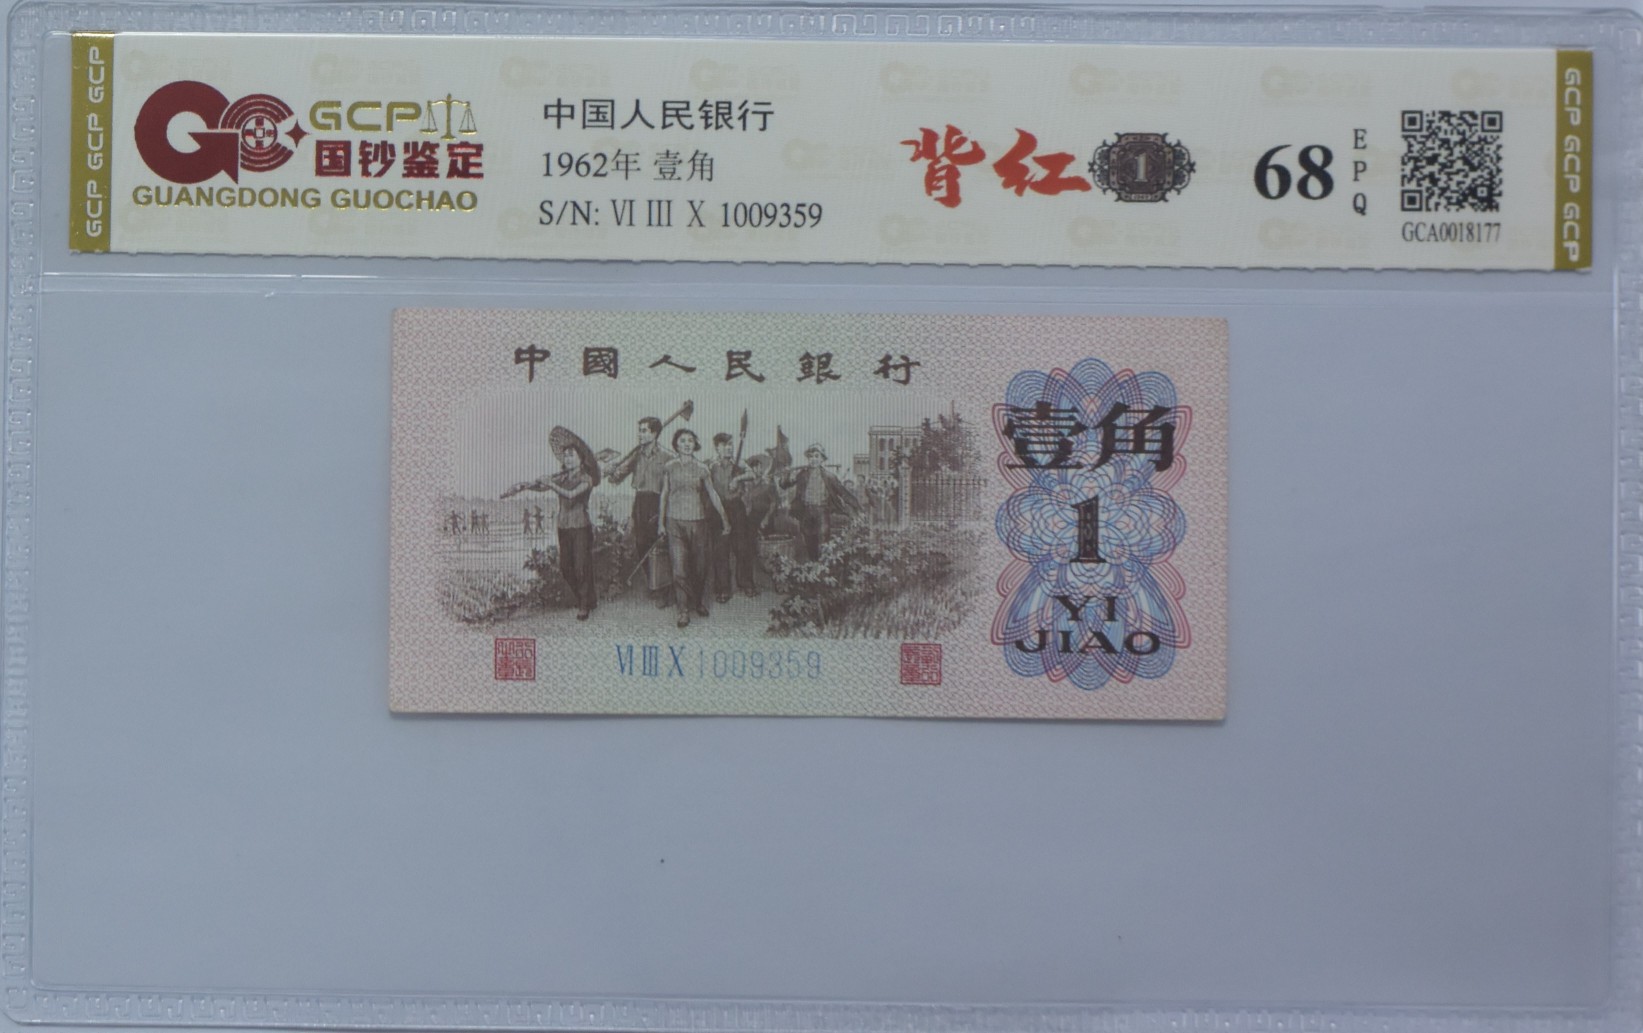 GCP GCP GCP
GCP
国钞鉴定
GUANGDONG GUOCHAO
中国人民银行
1962年 壹角
S/N: VI III X 1009359
背红
1
68
EPQ
GCA0018177
GCP GCP GCP
中國人民銀行
壹角
1
YI
JIAO
VI III X 1009359